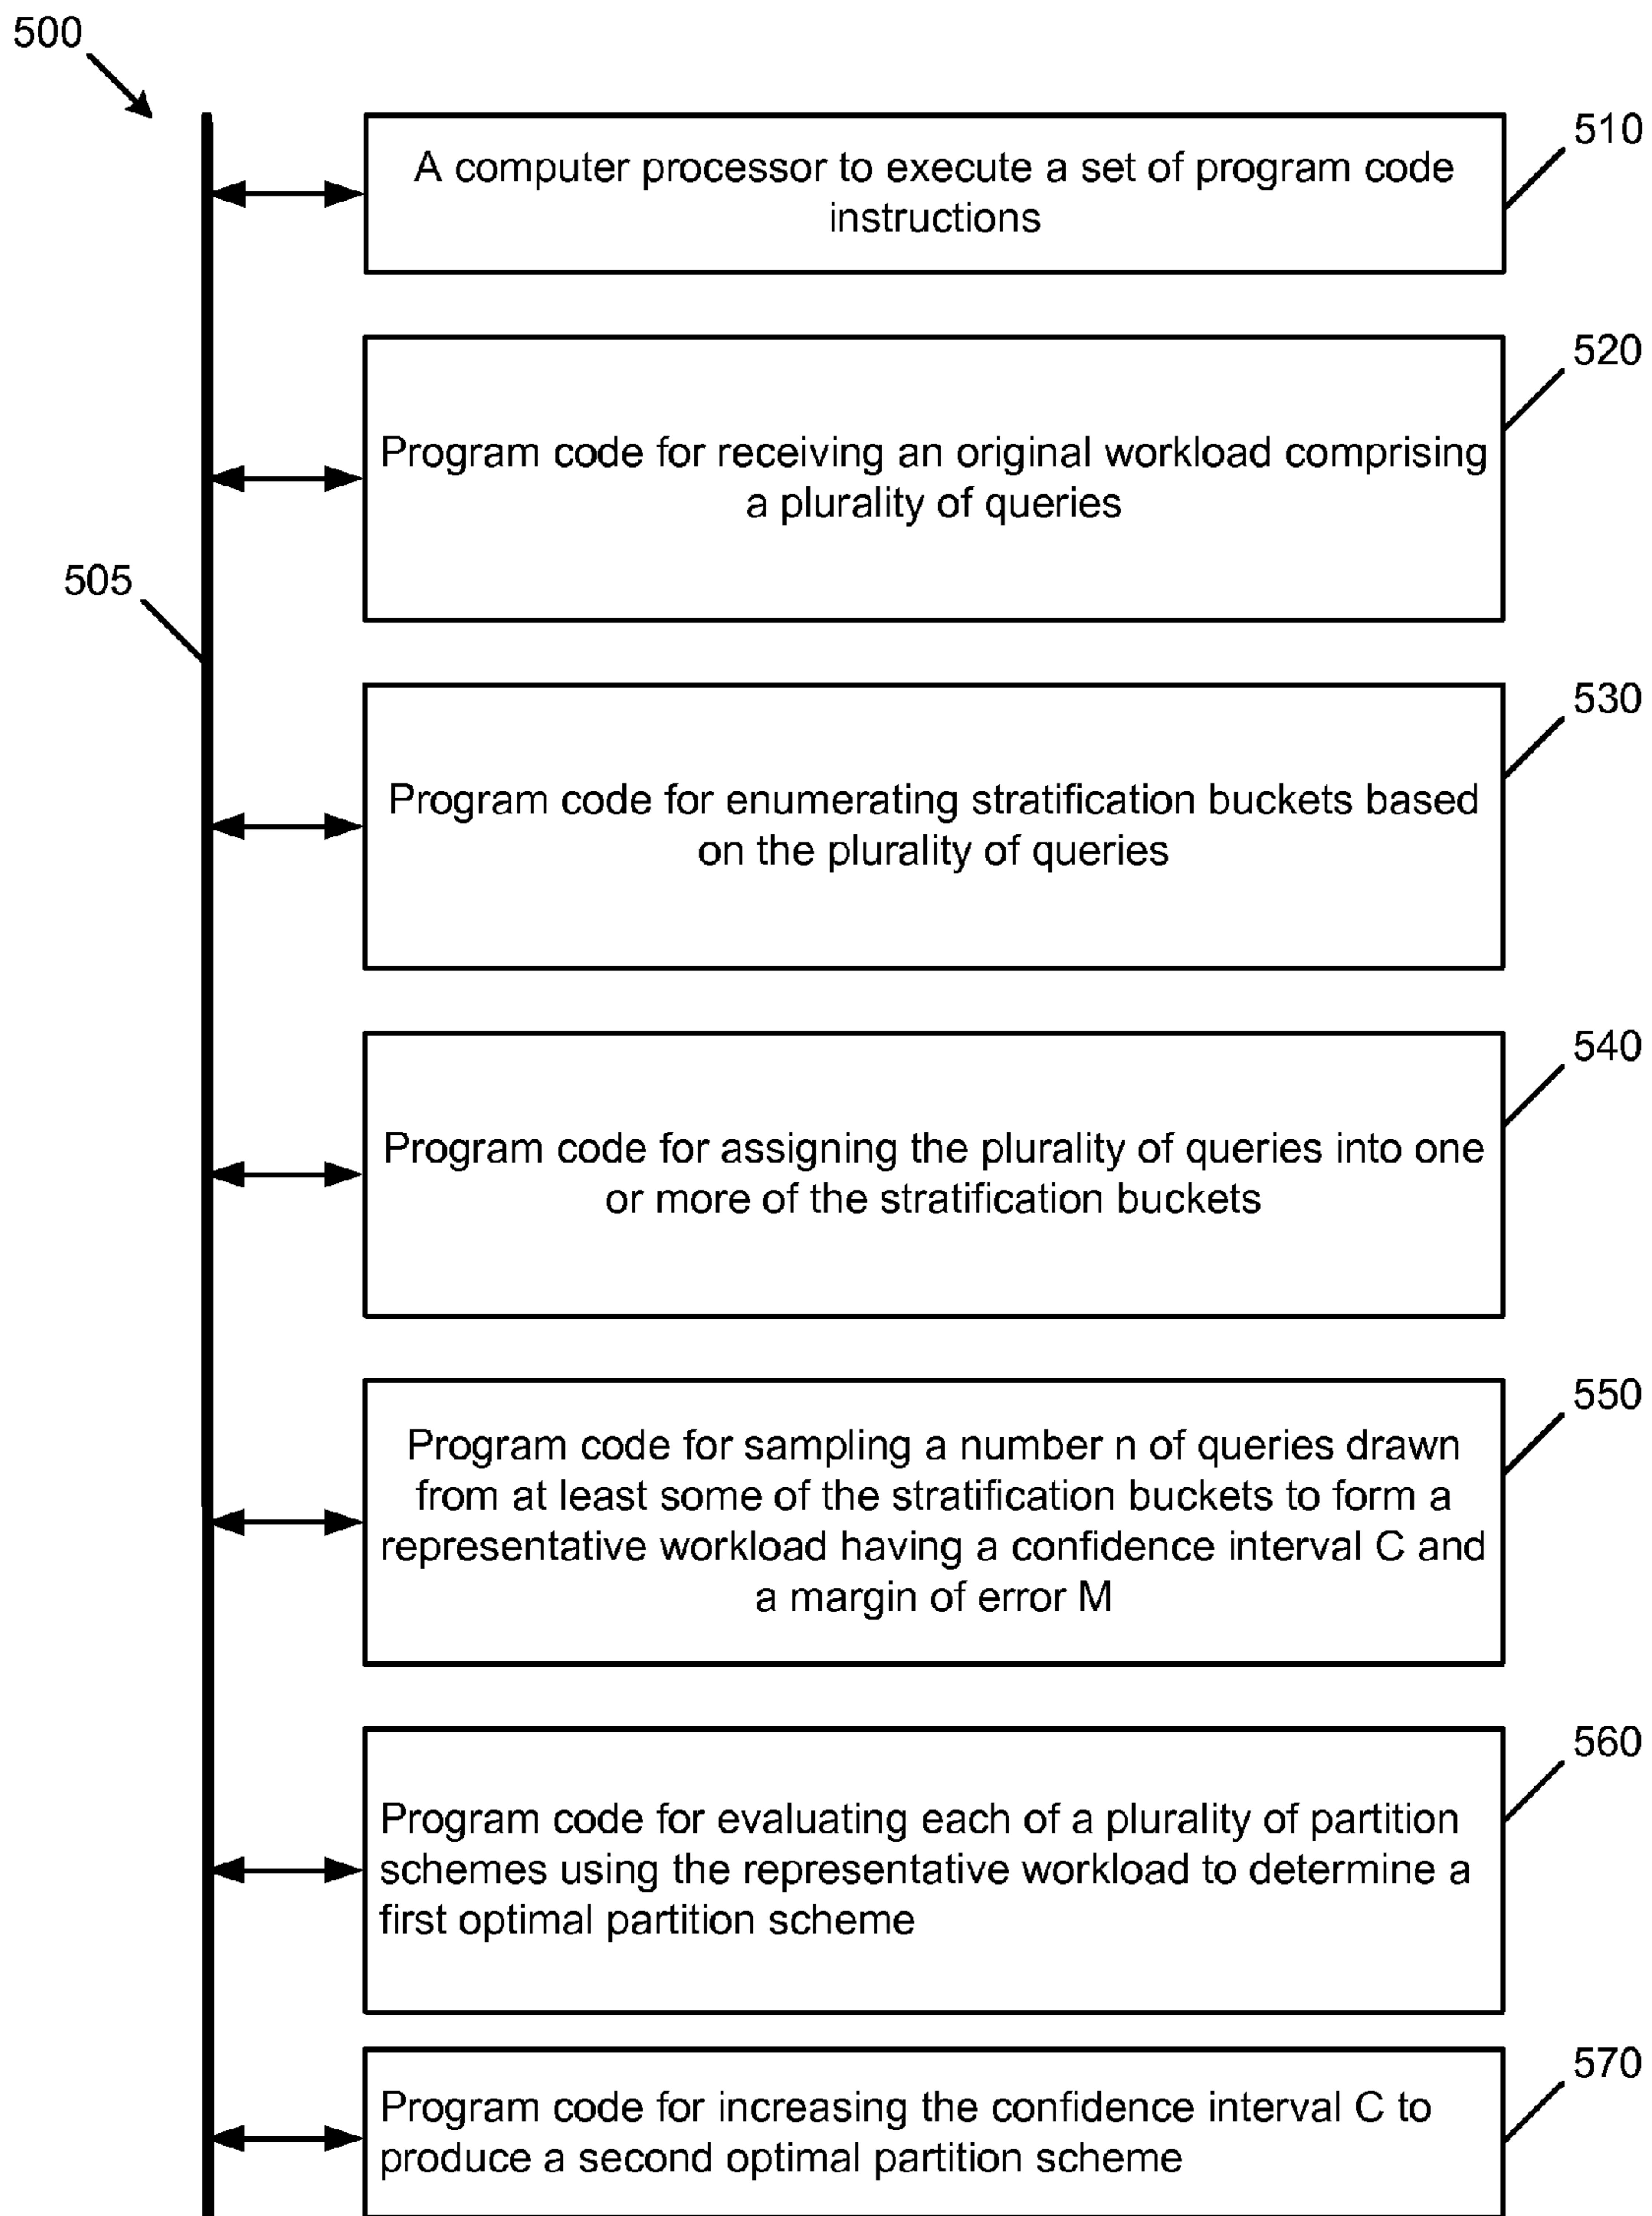 500
510
A computer processor to execute a set of program code
instructions
520
Program code for receiving an original workload comprising
a plurality of queries
505
530
Program code for enumerating stratification buckets based
on the plurality of queries
540
Program code for assigning the plurality of queries into one
or more of the stratification buckets
550
Program code for sampling a number n of queries drawn
from at least some of the stratification buckets to form a
representative workload having a confidence interval C and
a margin of error M
560
Program code for evaluating each of a plurality of partition
schemes using the representative workload to determine a
first optimal partition scheme
570
Program code for increasing the confidence interval C to
produce a second optimal partition scheme